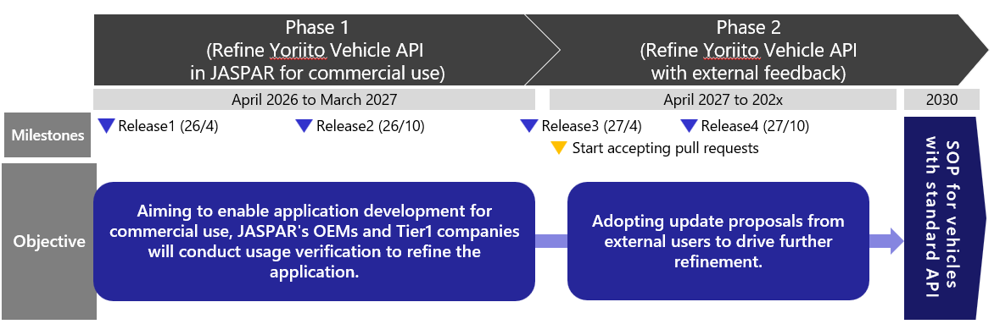 Phase 1
(Refine Yoriito Vehicle API
in JASPAR for commercial use)
Phase 2
(Refine Yoriito Vehicle API
with external feedback)
April 2026 to March 2027
April 2027 to 202x
2030
Milestones
Release1 (26/4)
Release2 (26/10)
Release3 (27/4)
Release4 (27/10)
Start accepting pull requests
Objective
Aiming to enable application development for
commercial use, JASPAR's OEMs and Tier1 companies
will conduct usage verification to refine the
application.
Adopting update proposals from
external users to drive further
refinement.
SOP for vehicles
with standard API